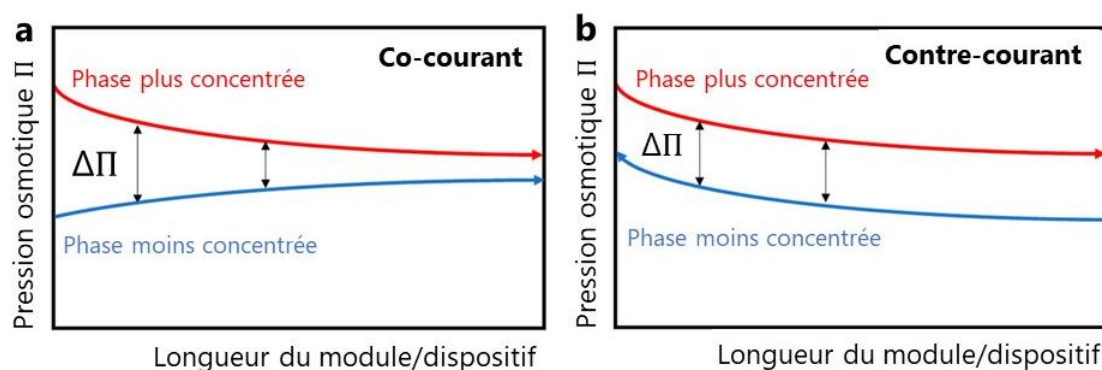 a
Co-courant
Phase plus concentrée
ΔΠ
Phase moins concentrée
Pression osmotique Π
Longueur du module/dispositif
b
Contre-courant
Phase plus concentrée
ΔΠ
Phase moins concentrée
Pression osmotique Π
Longueur du module/dispositif